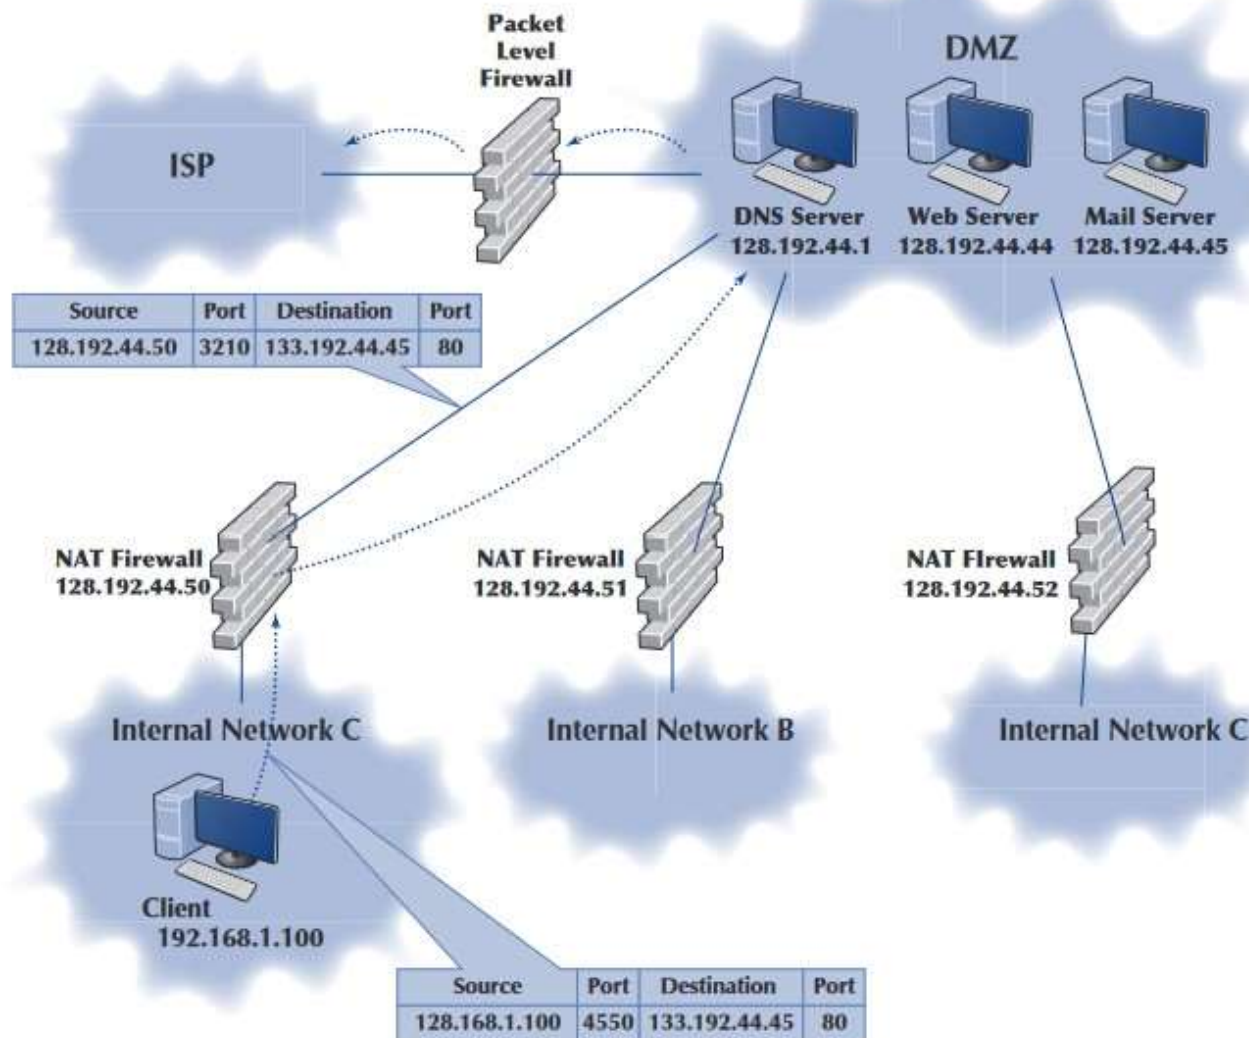 Packet
Level
Firewall
DMZ
ISP
DNS Server
128.192.44.1
Web Server
128.192.44.44
Mail Server
128.192.44.45
Source Port Destination Port
128.192.44.50 3210 133.192.44.45 80
NAT Firewall
128.192.44.50
NAT Firewall
128.192.44.51
NAT FIrewall
128.192.44.52
Internal Network C
Internal Network B
Internal Network C
Client
192.168.1.100
Source Port Destination Port
128.168.1.100 4550 133.192.44.45 80